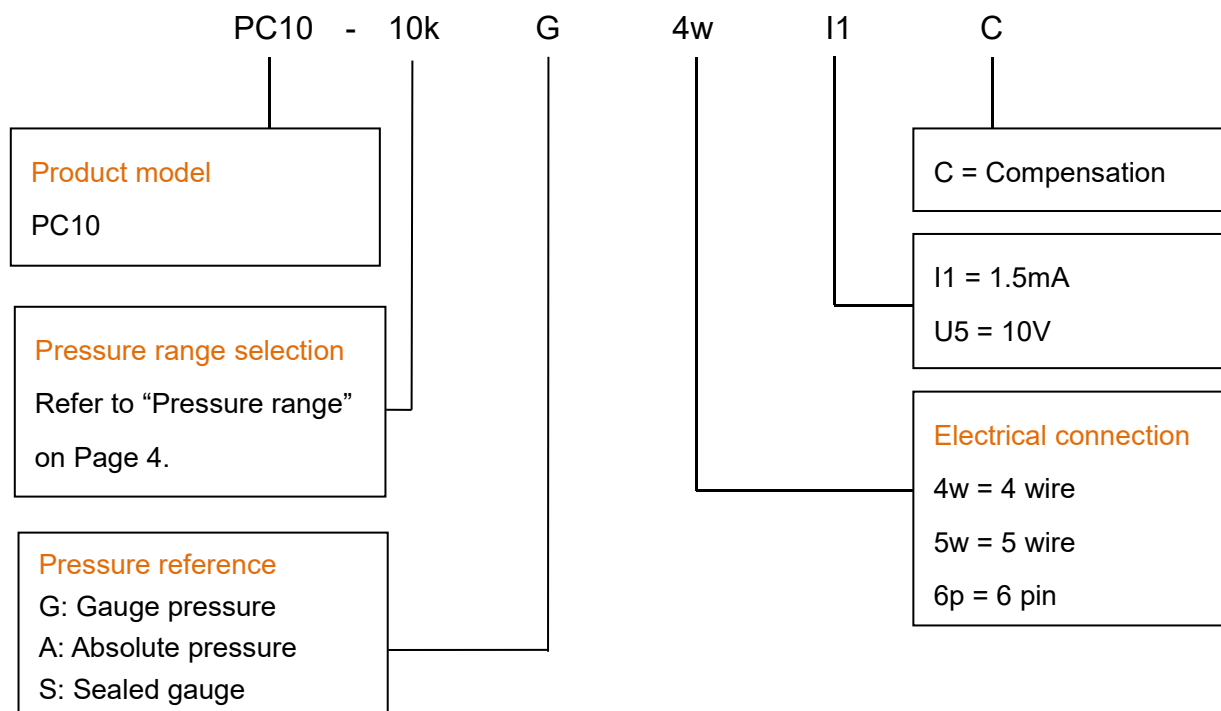 PC10 - 10k G 4w I1 C
Product model
PC10
Pressure range selection
Refer to “Pressure range”
on Page 4.
Pressure reference
G: Gauge pressure
A: Absolute pressure
S: Sealed gauge
C = Compensation
I1 = 1.5mA
U5 = 10V
Electrical connection
4w = 4 wire
5w = 5 wire
6p = 6 pin